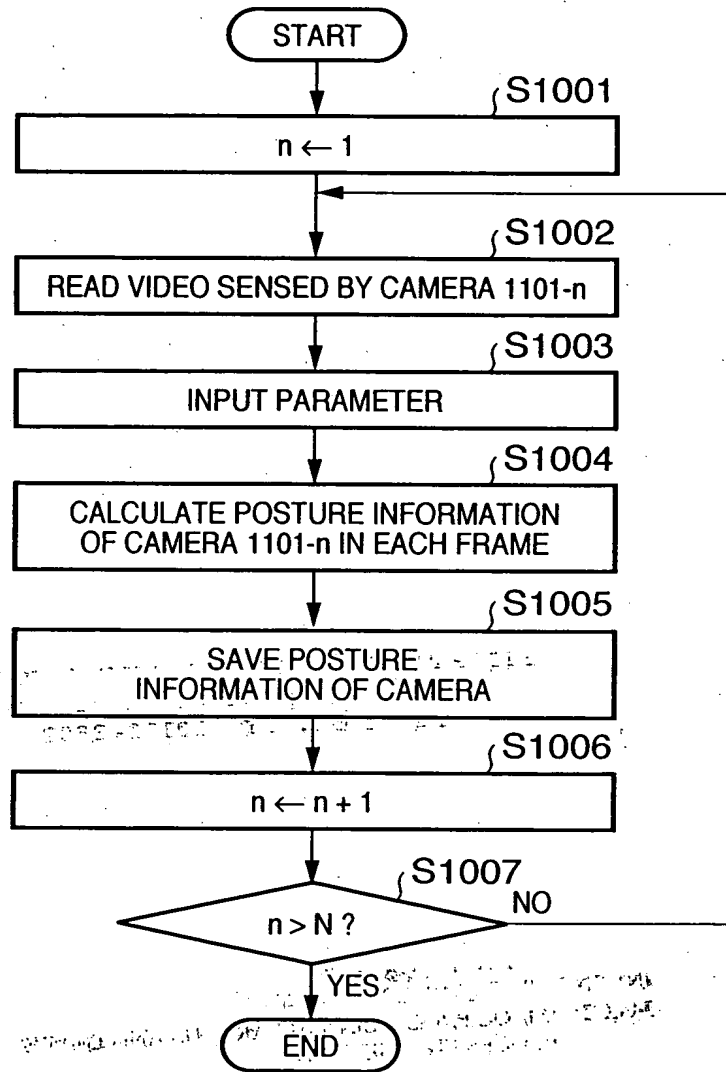 START
S1001
n ← 1
S1002
READ VIDEO SENSED BY CAMERA 1101-n
S1003
INPUT PARAMETER
S1004
CALCULATE POSTURE INFORMATION
OF CAMERA 1101-n IN EACH FRAME
S1005
SAVE POSTURE
INFORMATION OF CAMERA
S1006
n ← n + 1
S1007
n > N ?
NO
YES
END